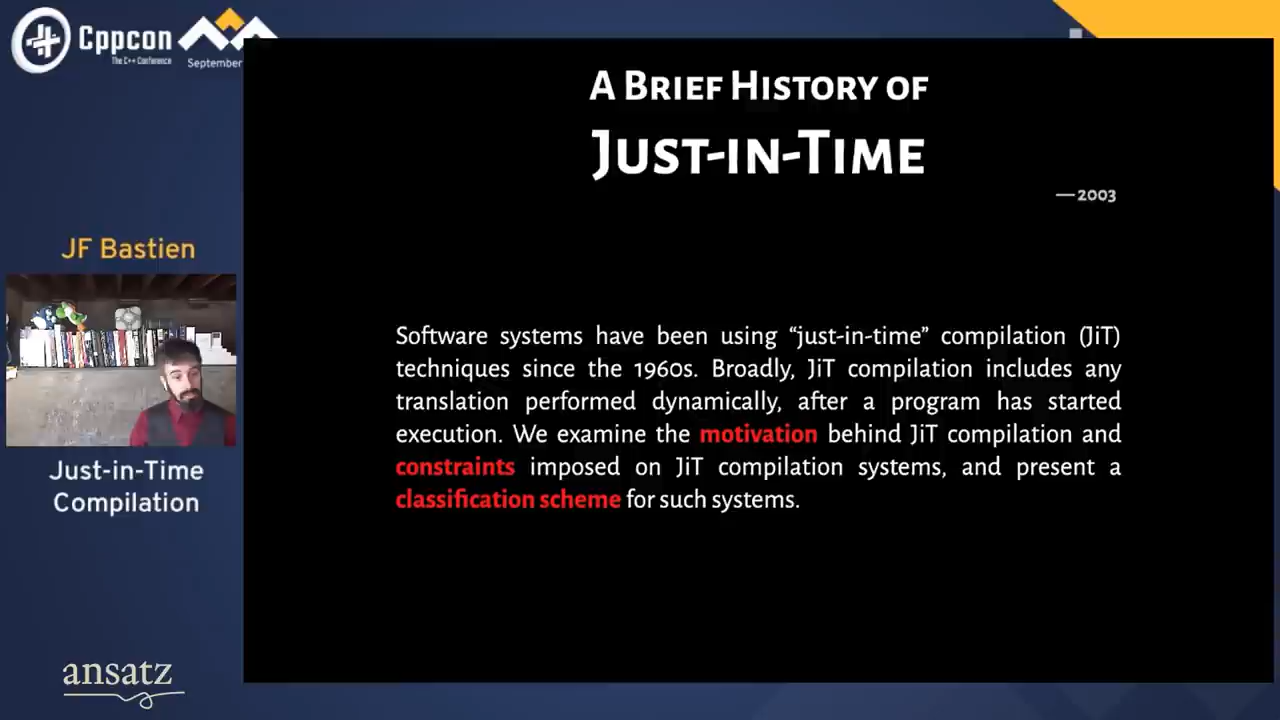 Cppcon
The C++ Conference
September
A Brief History of
Just-in-Time
—2003
JF Bastien
Software systems have been using “just-in-time” compilation (JiT)
techniques since the 1960s. Broadly, JiT compilation includes any
translation performed dynamically, after a program has started
execution. We examine the motivation behind JiT compilation and
constraints imposed on JiT compilation systems, and present a
classification scheme for such systems.
Just-in-Time
Compilation
ansatz